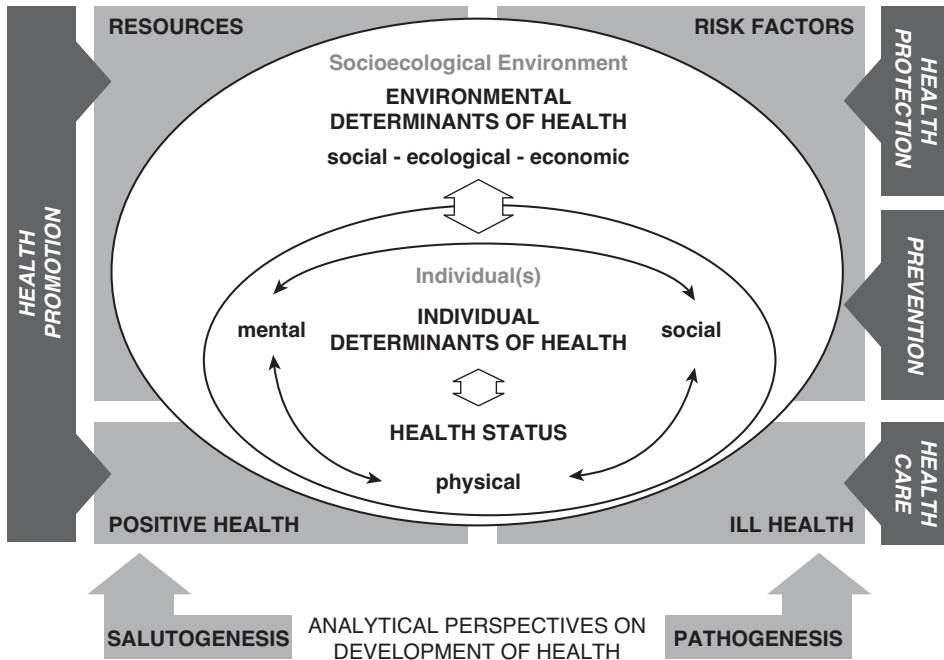 RESOURCES
RISK FACTORS
HEALTH
PROTECTION
Socioecological Environment
ENVIRONMENTAL
DETERMINANTS OF HEALTH
social - ecological - economic
HEALTH
PROMOTION
PREVENTION
Individual(s)
mental
INDIVIDUAL
DETERMINANTS OF HEALTH
social
HEALTH STATUS
physical
HEALTH
CARE
POSITIVE HEALTH
ILL HEALTH
SALUTOGENESIS
ANALYTICAL PERSPECTIVES ON
DEVELOPMENT OF HEALTH
PATHOGENESIS